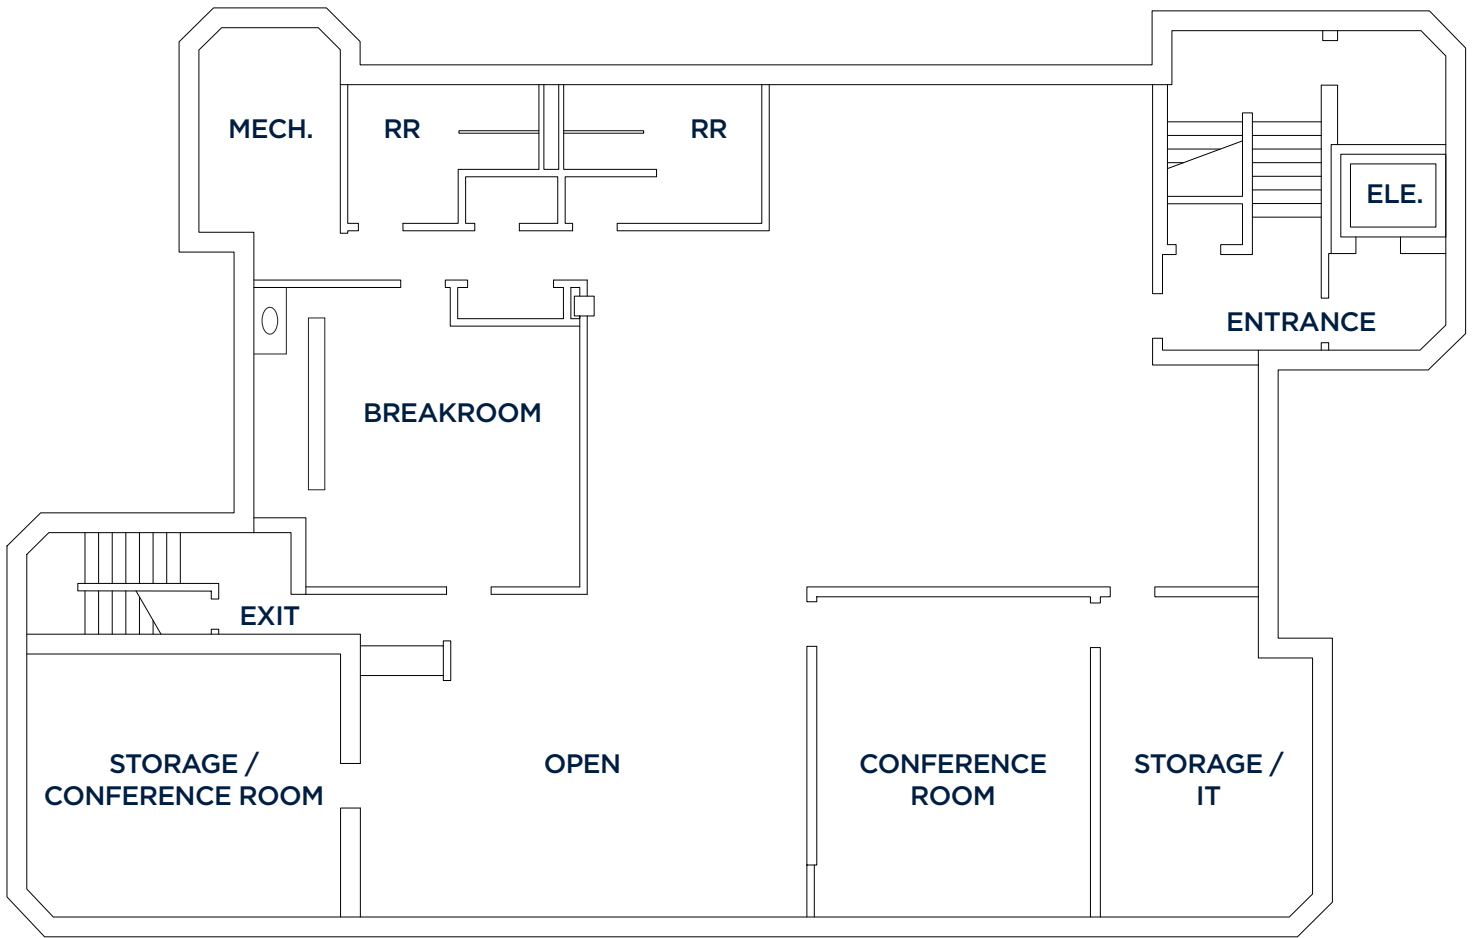 MECH.
RR
RR
ELE.
ENTRANCE
BREAKROOM
EXIT
STORAGE /
CONFERENCE ROOM
OPEN
CONFERENCE
ROOM
STORAGE /
IT